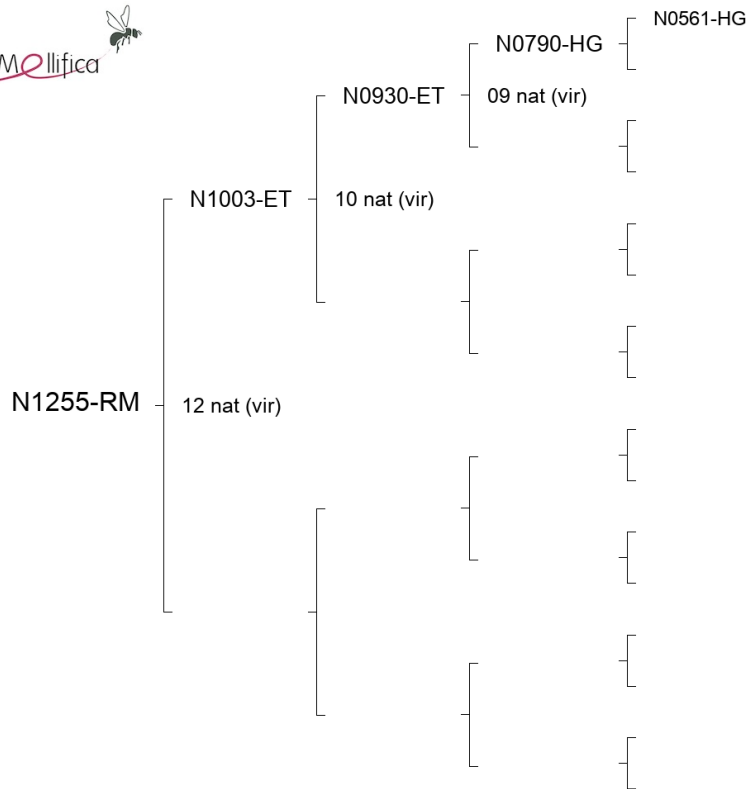 Mellifica
N0561-HG
N0790-HG
N0930-ET
09 nat (vir)
N1003-ET
10 nat (vir)
N1255-RM
12 nat (vir)